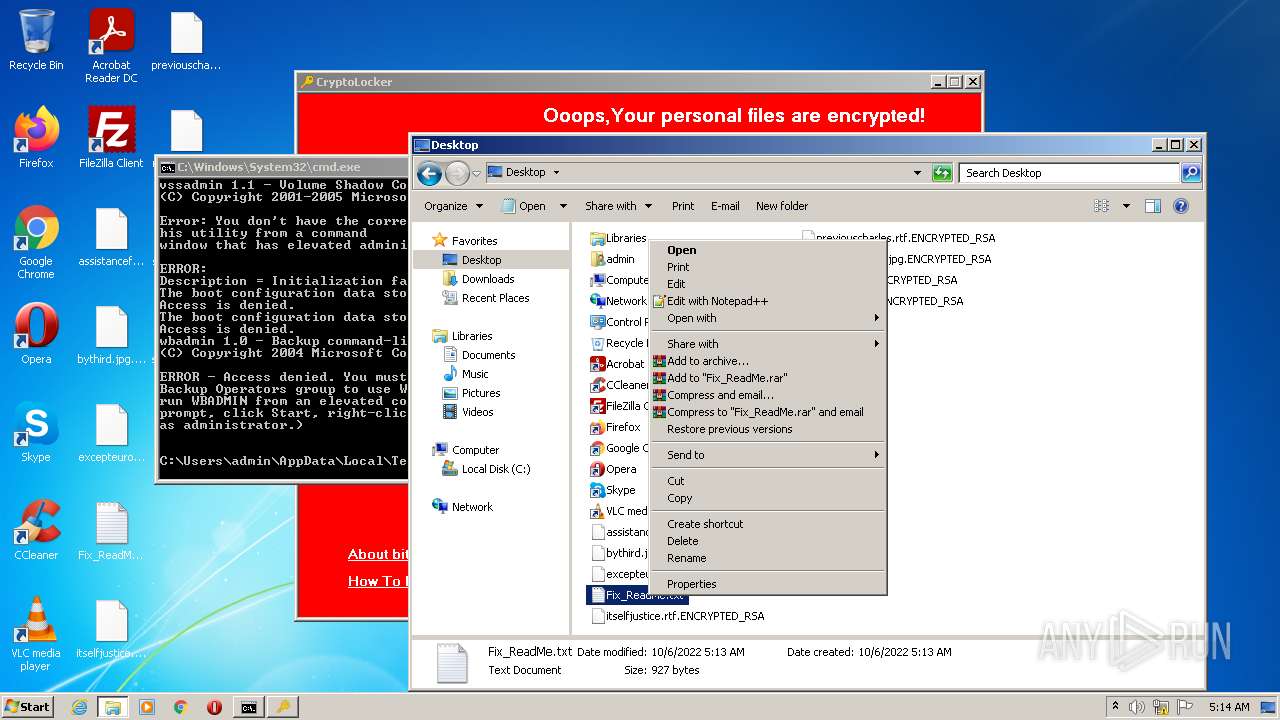 Recycle Bin
Acrobat
Reader DC
previouscha...
Firefox
FileZilla Client
Google
Chrome
assistancef...
Opera
bythird.jpg....
Skype
excepteuro...
CCleaner
Fix_ReadM...
VLC media
player
itselfjustice....
CryptoLocker
Ooops,Your personal files are encrypted!
About bit
How To
C:\Windows\System32\cmd.exe
vssadmin 1.1 - Volume Shadow Co
(C) Copyright 2001-2005 Microso
Error: You don't have the corre
his utility from a command
window that has elevated admini
ERROR:
Description = Initialization fa
The boot configuration data sto
Access is denied.
The boot configuration data sto
Access is denied.
wbadmin 1.0 - Backup command-li
(C) Copyright 2004 Microsoft Co
ERROR - Access denied. You must
Backup Operators group to use W
run WBADMIN from an elevated co
prompt, click Start, right-clic
as administrator.)
C:\Users\admin\AppData\Local\Te
Desktop
Desktop
Search Desktop
Organize Open Share with Print E-mail New folder
Favorites
Desktop
Downloads
Recent Places
Libraries
Documents
Music
Pictures
Videos
Computer
Local Disk (C:)
Network
Libraries
admin
Compute
Network
Control P
Recycle
Acrobat
CCleaner
FileZilla C
Firefox
Google C
Opera
Skype
VLC med
assistanc
bythird.j
excepteu
Fix_ReadMe.txt
itselfjustice.rtf.ENCRYPTED_RSA
previouscharles.rtf.ENCRYPTED_RSA
jpg.ENCRYPTED_RSA
CRYPTED_RSA
ENCRYPTED_RSA
Open
Print
Edit
Edit with Notepad++
Open with
Share with
Add to archive...
Add to "Fix_ReadMe.rar"
Compress and email...
Compress to "Fix_ReadMe.rar" and email
Restore previous versions
Send to
Cut
Copy
Create shortcut
Delete
Rename
Properties
Fix_ReadMe.txt Date modified: 10/6/2022 5:13 AM Date created: 10/6/2022 5:13 AM
Text Document Size: 927 bytes
ANY RUN
Start
5:14 AM